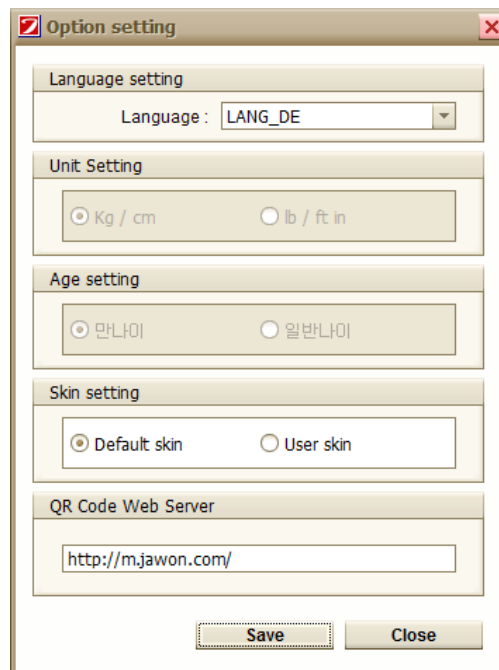 Option setting
Language setting
Language : LANG_DE
Unit Setting
Kg / cm lb / ft in
Age setting
만나이 일반나이
Skin setting
Default skin User skin
QR Code Web Server
http://m.jawon.com/
Save Close